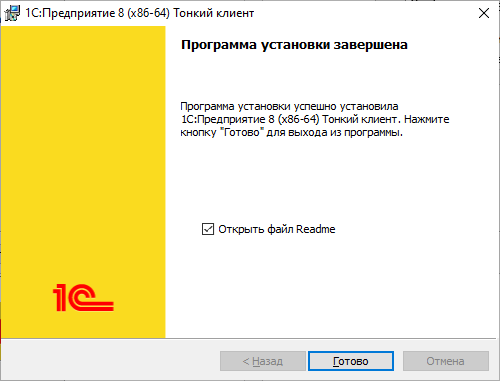 1С:Предприятие 8 (x86-64) Тонкий клиент
Программа установки завершена
Программа установки успешно установила
1С:Предприятие 8 (x86-64) Тонкий клиент. Нажмите
кнопку "Готово" для выхода из программы.
Открыть файл Readme
1С
< Назад
Готово
Отмена